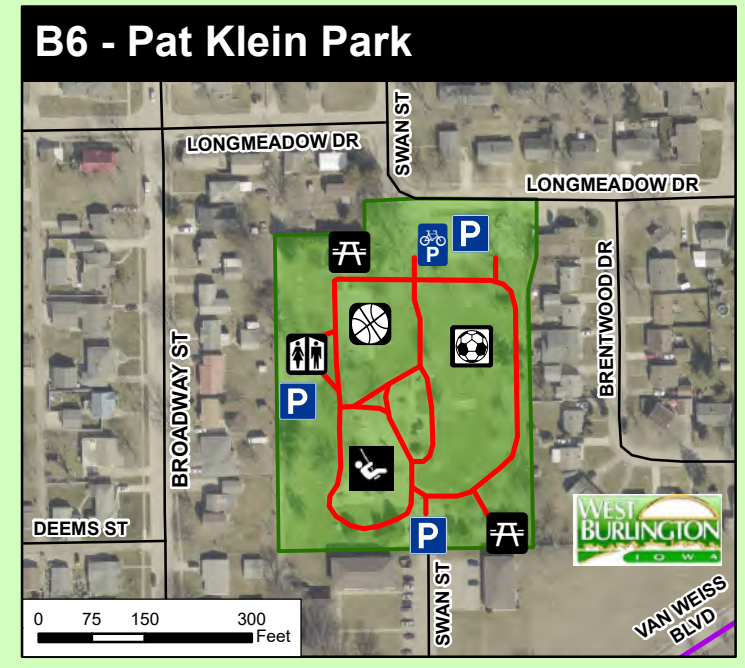 B6 - Pat Klein Park
SWAN ST
LONGMEADOW DR
LONGMEADOW DR
P
P
BRENTWOOD DR
BROADWAY ST
P
DEEMS ST
P
WEST
BURLINGTON
IOWA
SWAN ST
VAN WEISS
BLVD
0 75 150 300
Feet